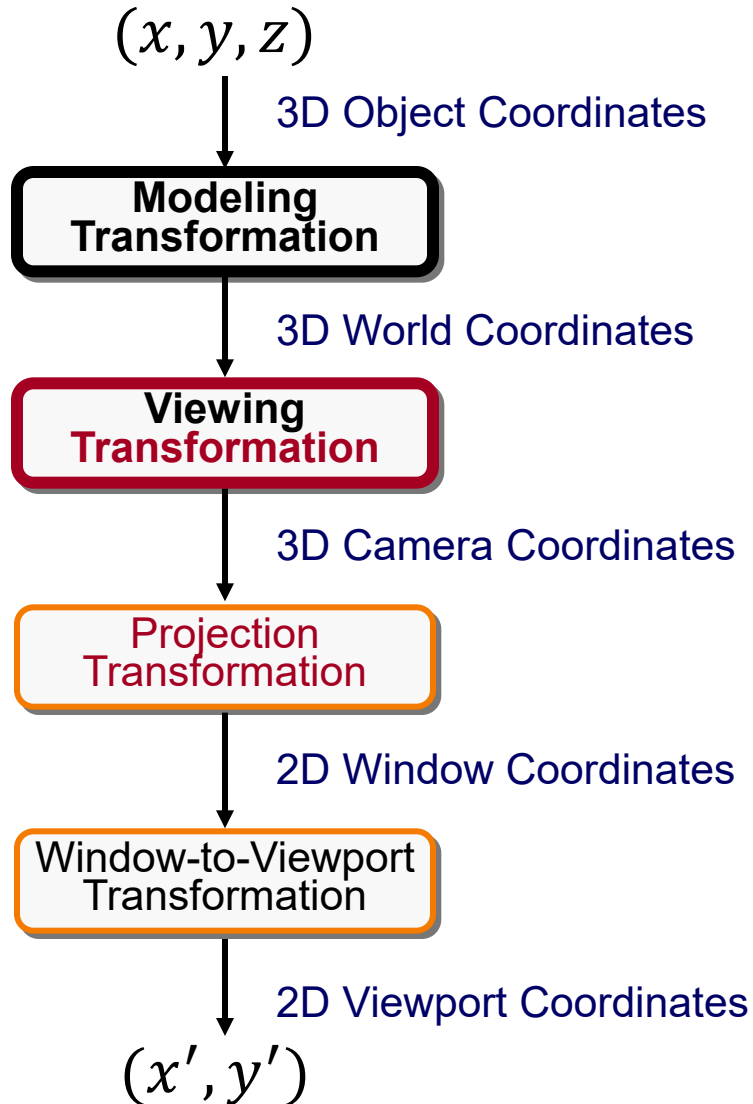 (x, y, z)
3D Object Coordinates
Modeling
Transformation
3D World Coordinates
Viewing
Transformation
3D Camera Coordinates
Projection
Transformation
2D Window Coordinates
Window-to-Viewport
Transformation
2D Viewport Coordinates
(x′, y′)